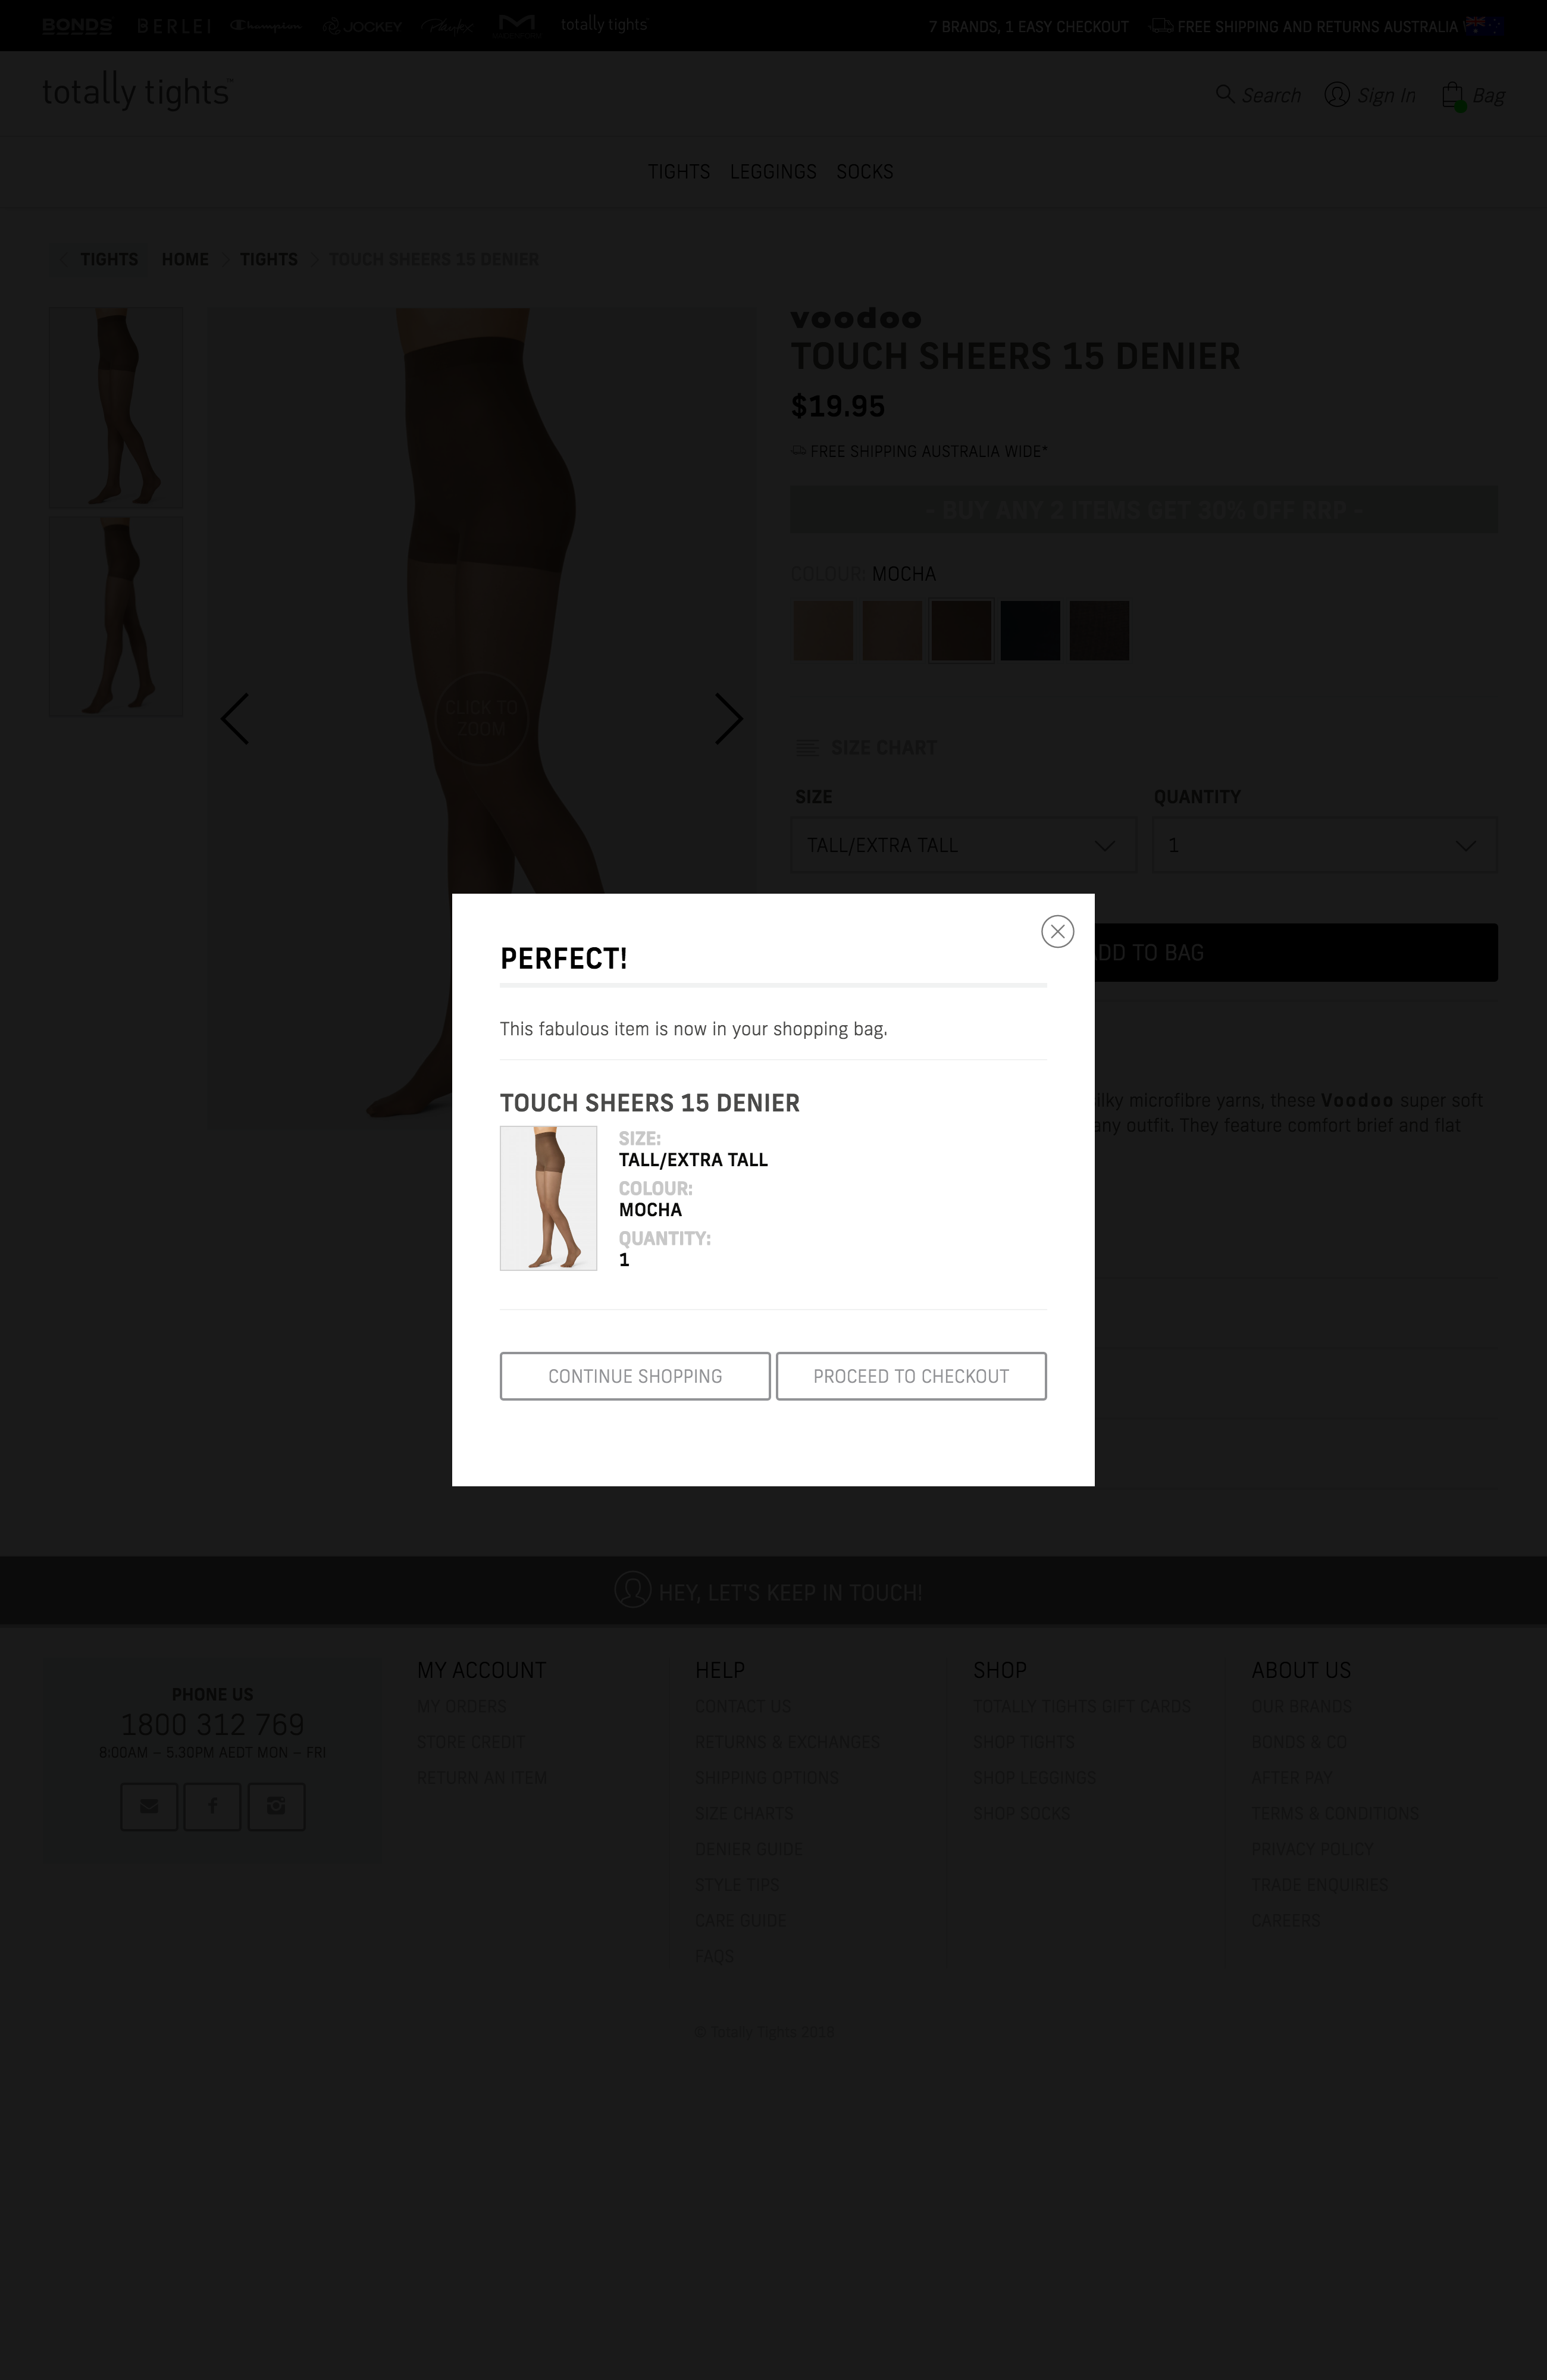 BONDS
BERLEI
Champion
JOCKEY
Playtex
totally tights
7 BRANDS, 1 EASY CHECKOUT
FREE SHIPPING AND RETURNS AUSTRALIA
totally tights™
Search
Sign In
Bag
TIGHTS
LEGGINGS
SOCKS
TIGHTS
HOME
TIGHTS
TOUCH SHEERS 15 DENIER
voodoo
TOUCH SHEERS 15 DENIER
$19.95
FREE SHIPPING AUSTRALIA WIDE*
- BUY ANY 2 ITEMS GET 30% OFF RRP -
COLOUR: MOCHA
CLICK TO
ZOOM
SIZE CHART
SIZE
QUANTITY
TALL/EXTRA TALL
1
DD TO BAG
PERFECT!
This fabulous item is now in your shopping bag.
TOUCH SHEERS 15 DENIER
SIZE:
TALL/EXTRA TALL
COLOUR:
MOCHA
QUANTITY:
1
CONTINUE SHOPPING
PROCEED TO CHECKOUT
ilky microfibre yarns, these Voodoo super soft
any outfit. They feature comfort brief and flat
HEY, LET'S KEEP IN TOUCH!
PHONE US
1800 312 769
8:00AM – 5.30PM AEDT MON – FRI
MY ACCOUNT
MY ORDERS
STORE CREDIT
RETURN AN ITEM
HELP
CONTACT US
RETURNS & EXCHANGES
SHIPPING OPTIONS
SIZE CHARTS
DENIER GUIDE
STYLE TIPS
CARE GUIDE
FAQS
SHOP
TOTALLY TIGHTS GIFT CARDS
SHOP TIGHTS
SHOP LEGGINGS
SHOP SOCKS
ABOUT US
OUR BRANDS
BONDS & CO
AFTER PAY
TERMS & CONDITIONS
PRIVACY POLICY
TRADE ENQUIRIES
CAREERS
© Totally Tights 2019